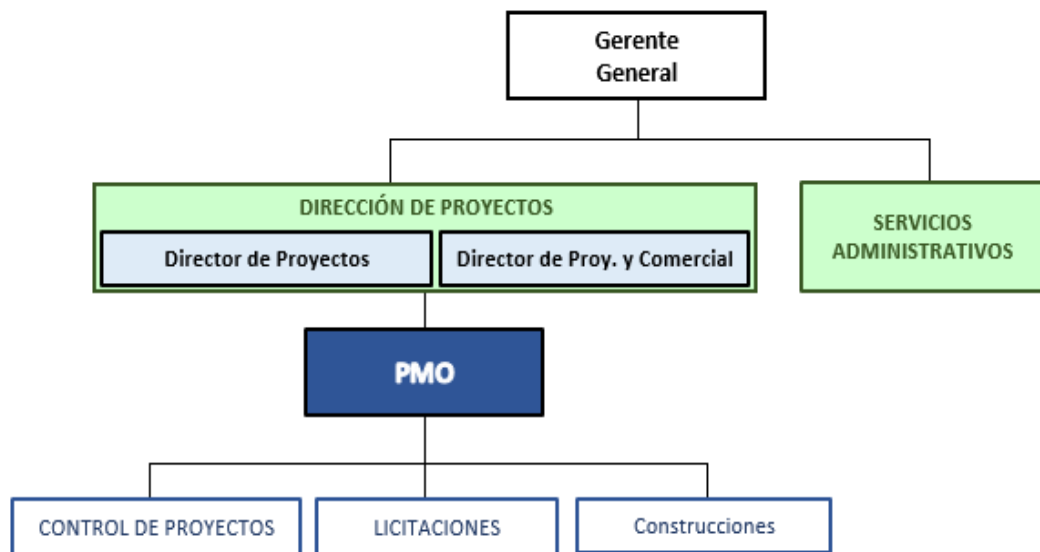 Gerente
General
DIRECCIÓN DE PROYECTOS
Director de Proyectos
Director de Proy. y Comercial
SERVICIOS
ADMINISTRATIVOS
PMO
CONTROL DE PROYECTOS
LICITACIONES
Construcciones